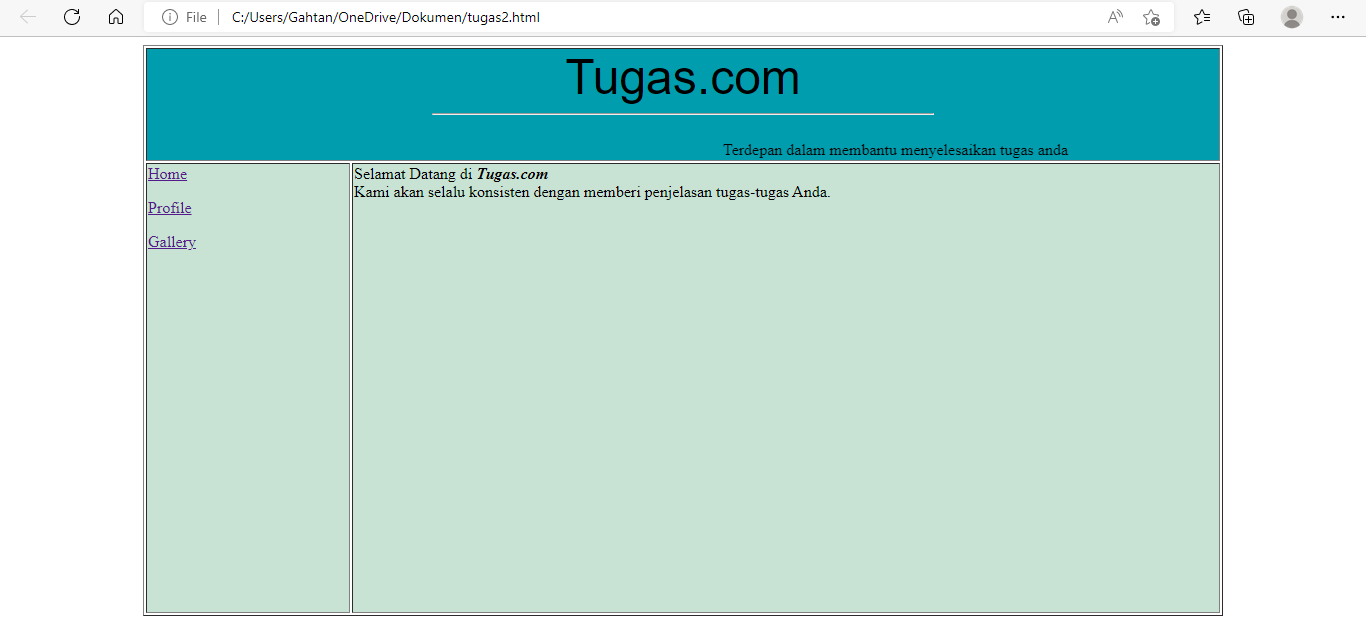 File C:/Users/Gahtan/OneDrive/Dokumen/tugas2.html
Tugas.com
Terdepan dalam membantu menyelesaikan tugas anda
Home
Profile
Gallery
Selamat Datang di Tugas.com
Kami akan selalu konsisten dengan memberi penjelasan tugas-tugas Anda.